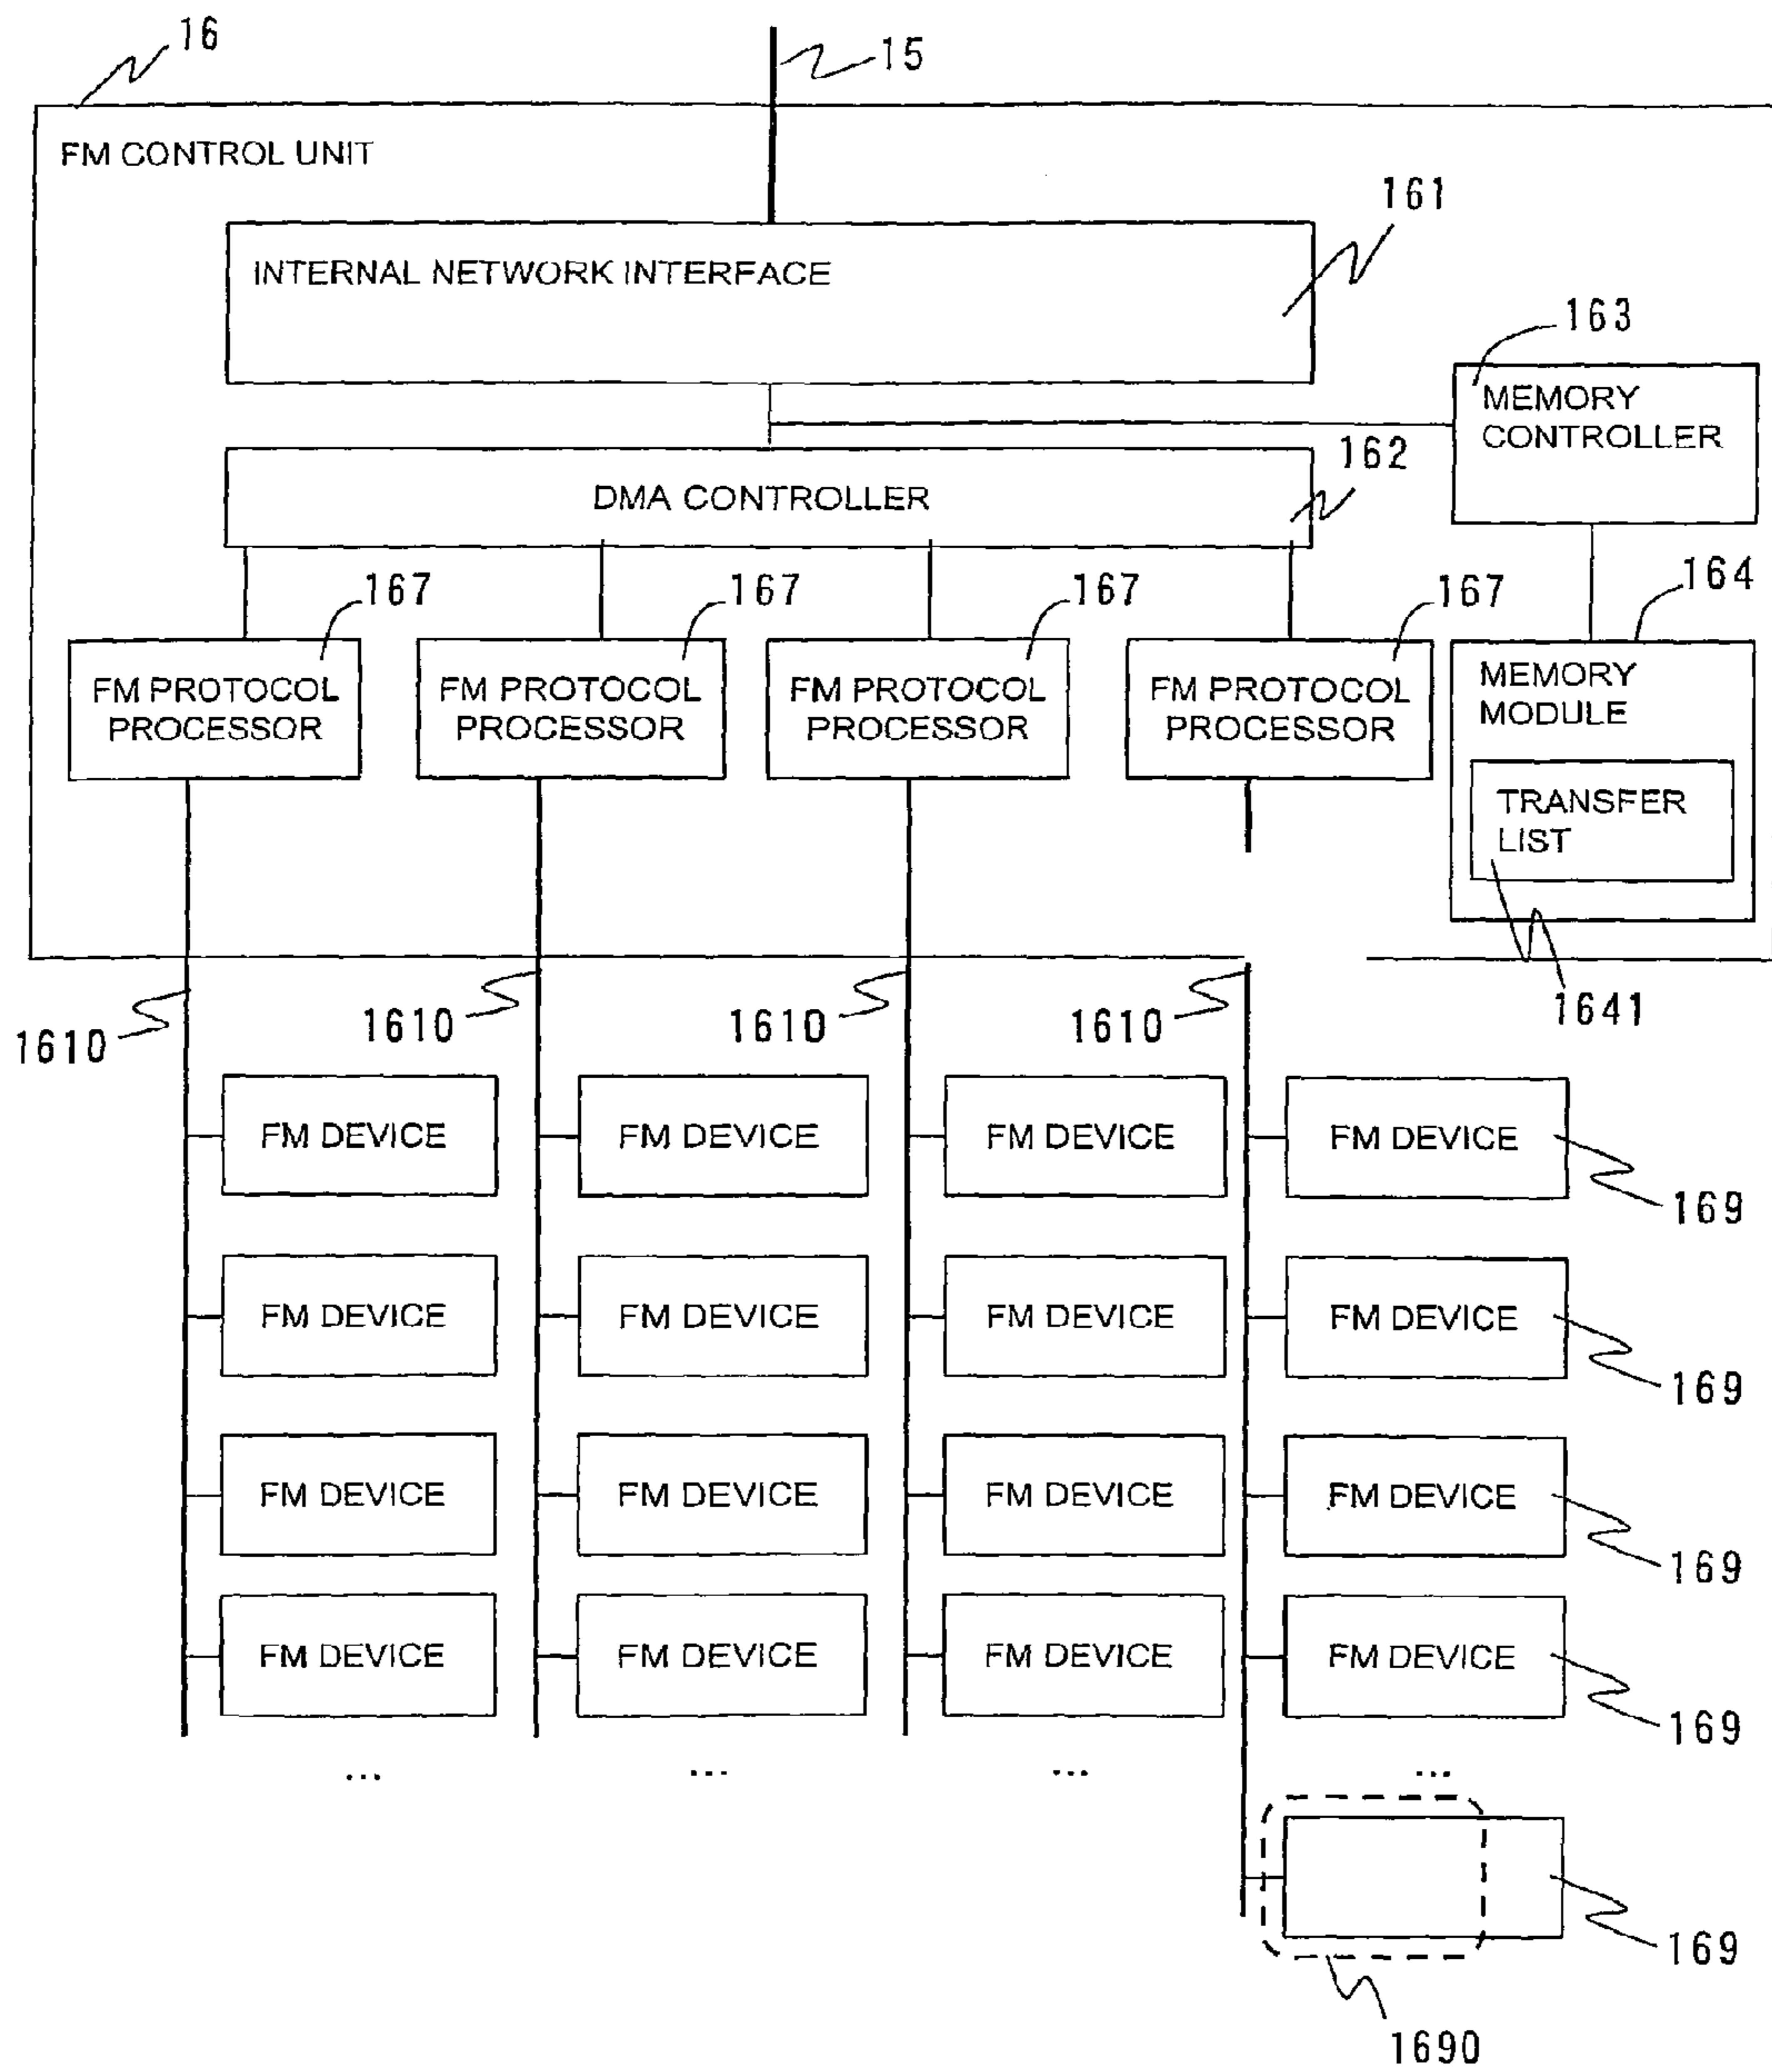 16
15
FM CONTROL UNIT
161
INTERNAL NETWORK INTERFACE
163
MEMORY
CONTROLLER
162
DMA CONTROLLER
167
167
167
167
164
FM PROTOCOL
PROCESSOR
FM PROTOCOL
PROCESSOR
FM PROTOCOL
PROCESSOR
FM PROTOCOL
PROCESSOR
MEMORY
MODULE
TRANSFER
LIST
1641
1610
1610
1610
1610
FM DEVICE
FM DEVICE
FM DEVICE
FM DEVICE
169
FM DEVICE
FM DEVICE
FM DEVICE
FM DEVICE
169
FM DEVICE
FM DEVICE
FM DEVICE
FM DEVICE
169
FM DEVICE
FM DEVICE
FM DEVICE
FM DEVICE
169
...
...
...
...
169
1690